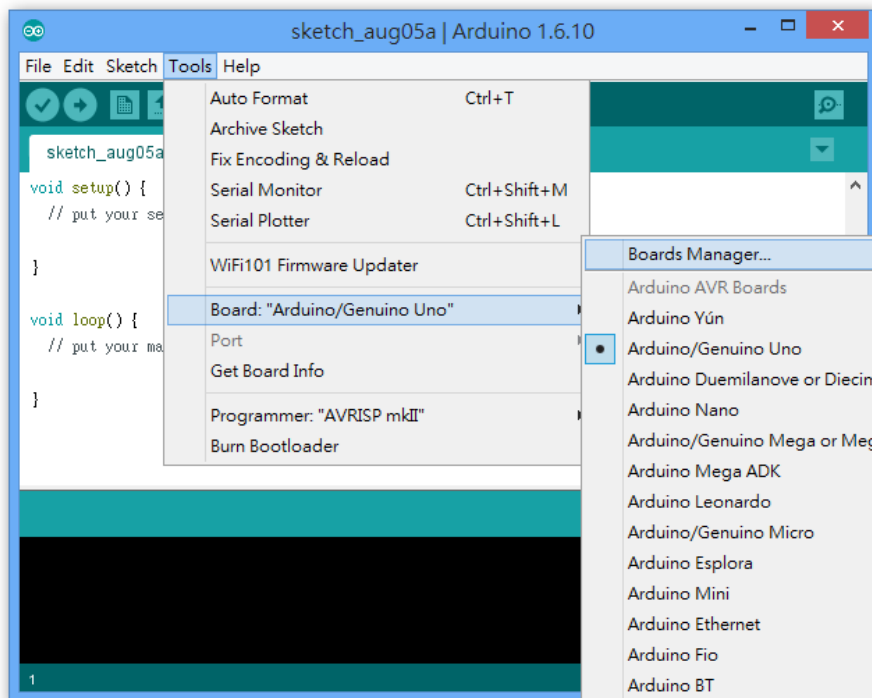 sketch_aug05a | Arduino 1.6.10
File Edit Sketch Tools Help
sketch_aug05a
void setup() {
// put your se
}
void loop() {
// put your ma
}
Auto Format Ctrl+T
Archive Sketch
Fix Encoding & Reload
Serial Monitor Ctrl+Shift+M
Serial Plotter Ctrl+Shift+L
WiFi101 Firmware Updater
Board: "Arduino/Genuino Uno"
Port
Get Board Info
Programmer: "AVRISP mkII"
Burn Bootloader
Boards Manager...
Arduino AVR Boards
Arduino Yún
Arduino/Genuino Uno
Arduino Duemilanove or Diecim
Arduino Nano
Arduino/Genuino Mega or Meg
Arduino Mega ADK
Arduino Leonardo
Arduino/Genuino Micro
Arduino Esplora
Arduino Mini
Arduino Ethernet
Arduino Fio
Arduino BT
1